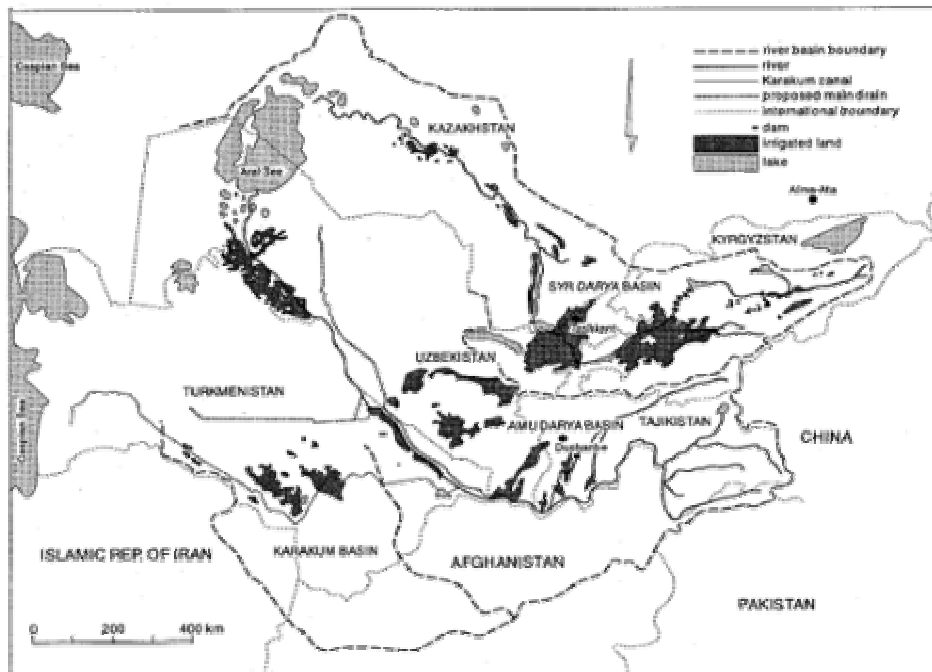 Caspian Sea
river basin boundary
river
Karakum canal
proposed main drain
international boundary
dam
irrigated land
lake
KAZAKHSTAN
Aral Sea
Alma-Ata
KYRGYZSTAN
SYR DARYA BASIN
Tashkent
UZBEKISTAN
TURKMENISTAN
Caspian Sea
AMU DARYA BASIN
TAJIKISTAN
CHINA
Dushanbe
ISLAMIC REP. OF IRAN
KARAKUM BASIN
AFGHANISTAN
PAKISTAN
0 200 400 km